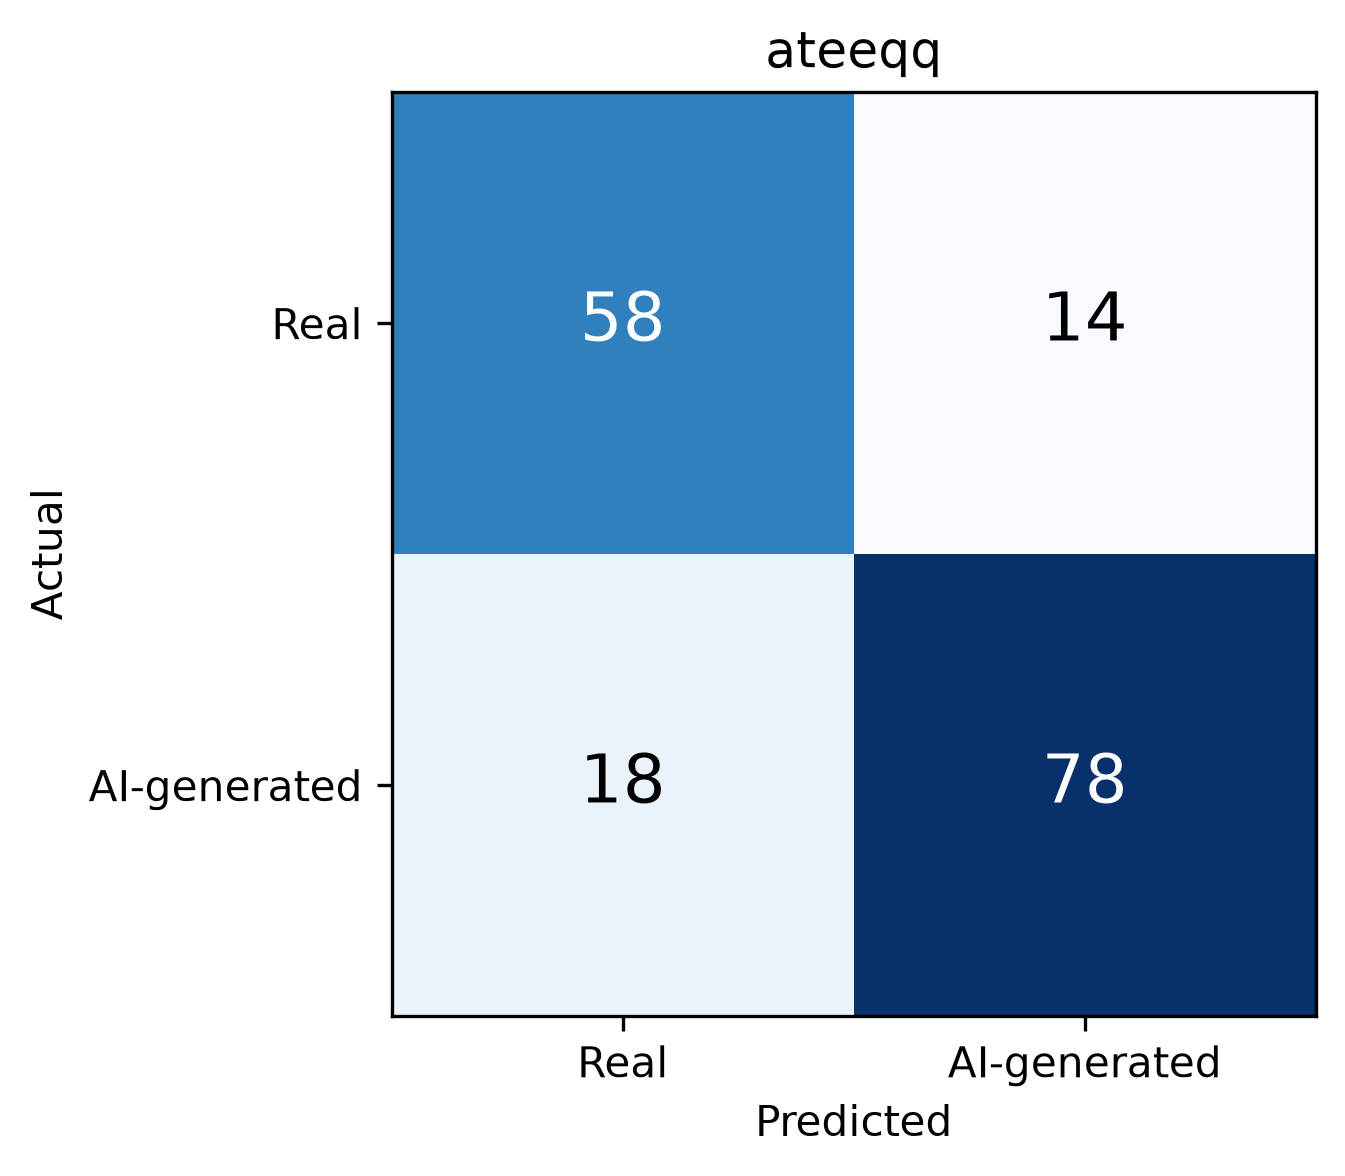 ateeqq
Real
58
14
Actual
AI-generated
18
78
Real
AI-generated
Predicted